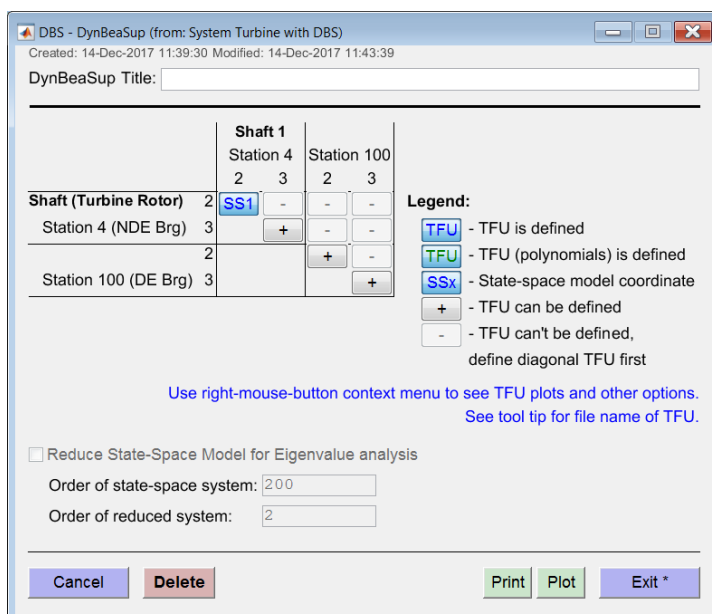 DBS - DynBeaSup (from: System Turbine with DBS)
Created: 14-Dec-2017 11:39:30 Modified: 14-Dec-2017 11:43:39
DynBeaSup Title:
Shaft 1
Station 4 Station 100
2 3 2 3
Shaft (Turbine Rotor) 2 SS1 - - -
Station 4 (NDE Brg) 3 + - -
2 + -
Station 100 (DE Brg) 3 +
Legend:
TFU - TFU is defined
TFU - TFU (polynomials) is defined
SSx - State-space model coordinate
+ - TFU can be defined
- - TFU can't be defined,
define diagonal TFU first
Use right-mouse-button context menu to see TFU plots and other options.
See tool tip for file name of TFU.
Reduce State-Space Model for Eigenvalue analysis
Order of state-space system: 200
Order of reduced system: 2
Cancel Delete Print Plot Exit *